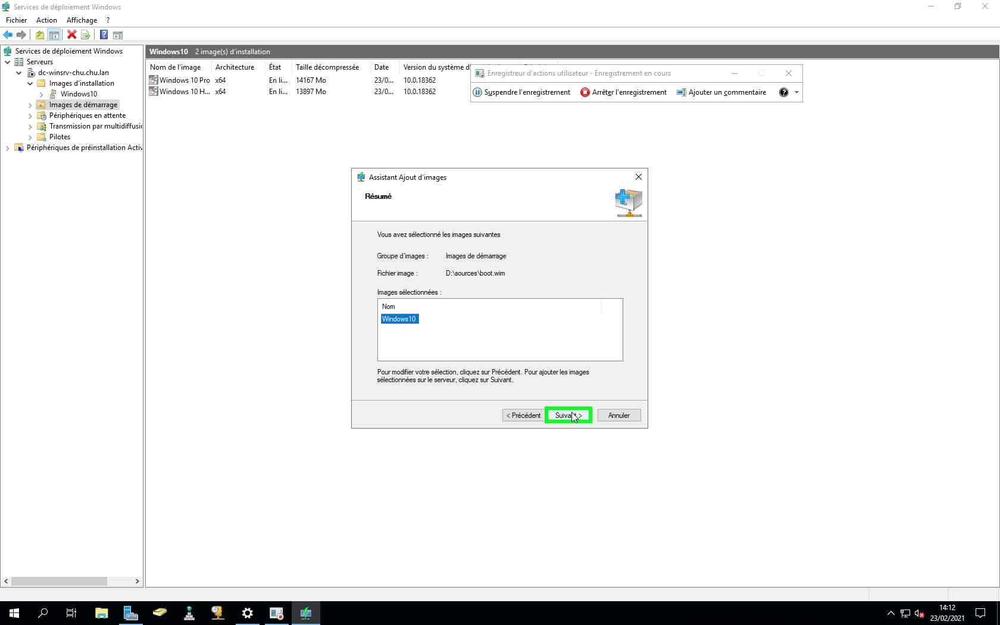 Services de déploiement Windows
Fichier Action Affichage ?
Services de déploiement Windows
Serveurs
dc-winsrv-chu.chu.lan
Images d'installation
Windows10
Images de démarrage
Périphériques en attente
Transmission par multidiffusio
Pilotes
Périphériques de préinstallation Activ
Windows10 2 image(s) d'installation
Nom de l'image Architecture État Taille décompressée Date Version du système d
Windows 10 Pro x64 En li... 14167 Mo 23/0... 10.0.18362
Windows 10 H... x64 En li... 13897 Mo 23/0... 10.0.18362
Enregistreur d'actions utilisateur - Enregistrement en cours
Suspendre l'enregistrement Arrêter l'enregistrement Ajouter un commentaire ?
Assistant Ajout d'images
Résumé
Vous avez sélectionné les images suivantes
Groupe d'images : Images de démarrage
Fichier image : D:\sources\boot.wim
Images sélectionnées :
Nom
Windows10
Pour modifier votre sélection, cliquez sur Précédent. Pour ajouter les images
sélectionnées sur le serveur, cliquez sur Suivant.
< Précédent Suivant > Annuler
14:12
23/02/2021